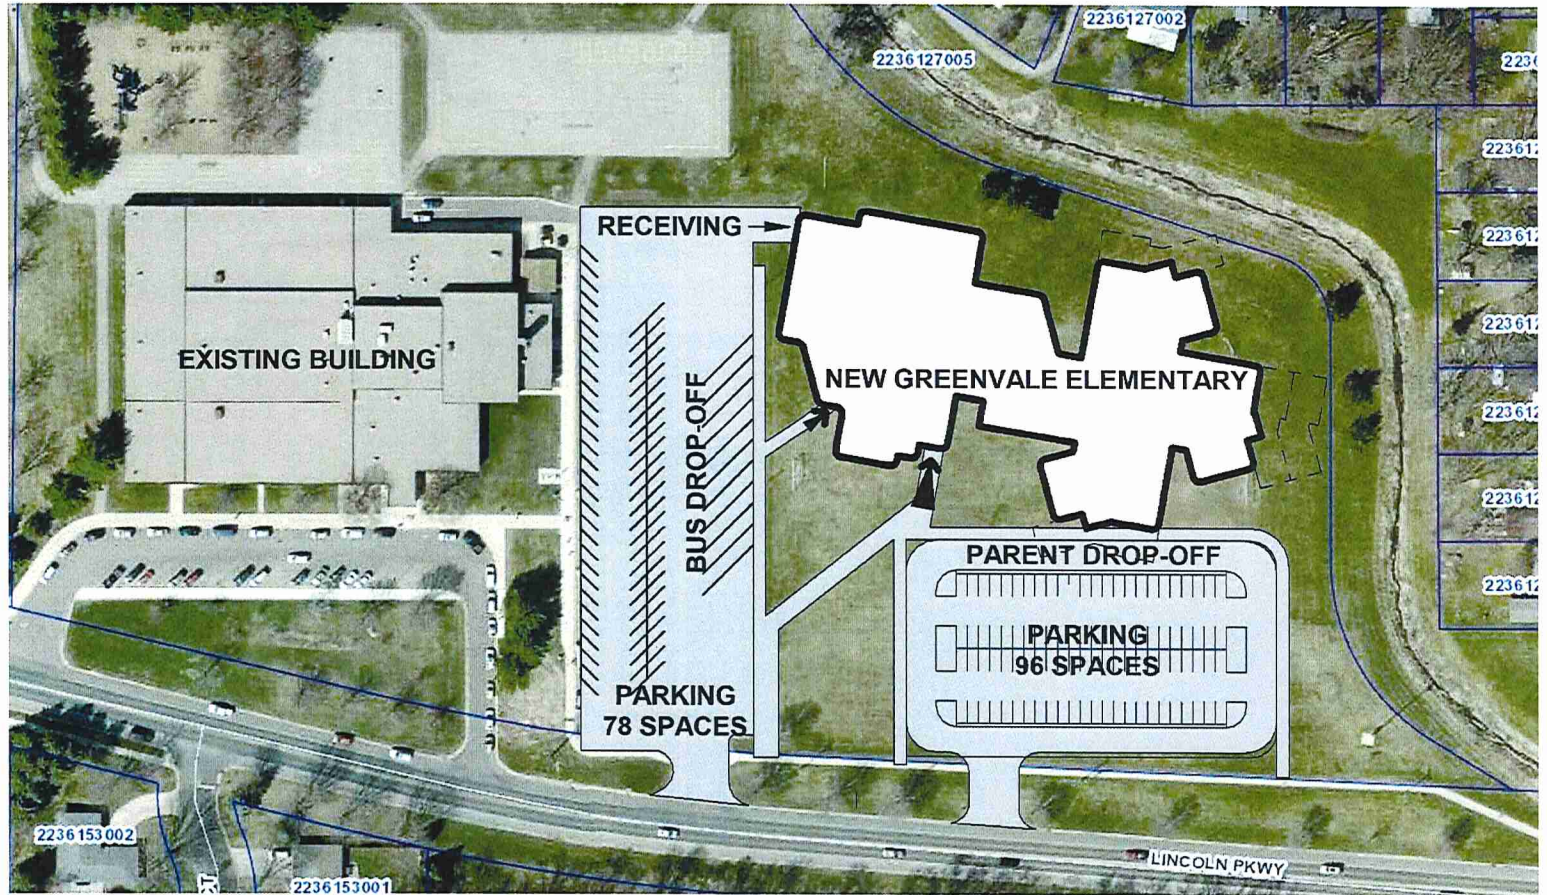 2236127002
2236127005
RECEIVING
EXISTING BUILDING
BUS DROP-OFF
NEW GREENVALE ELEMENTARY
PARENT DROP-OFF
PARKING
96 SPACES
PARKING
78 SPACES
2236153002
2236153001
LINCOLN PKWY